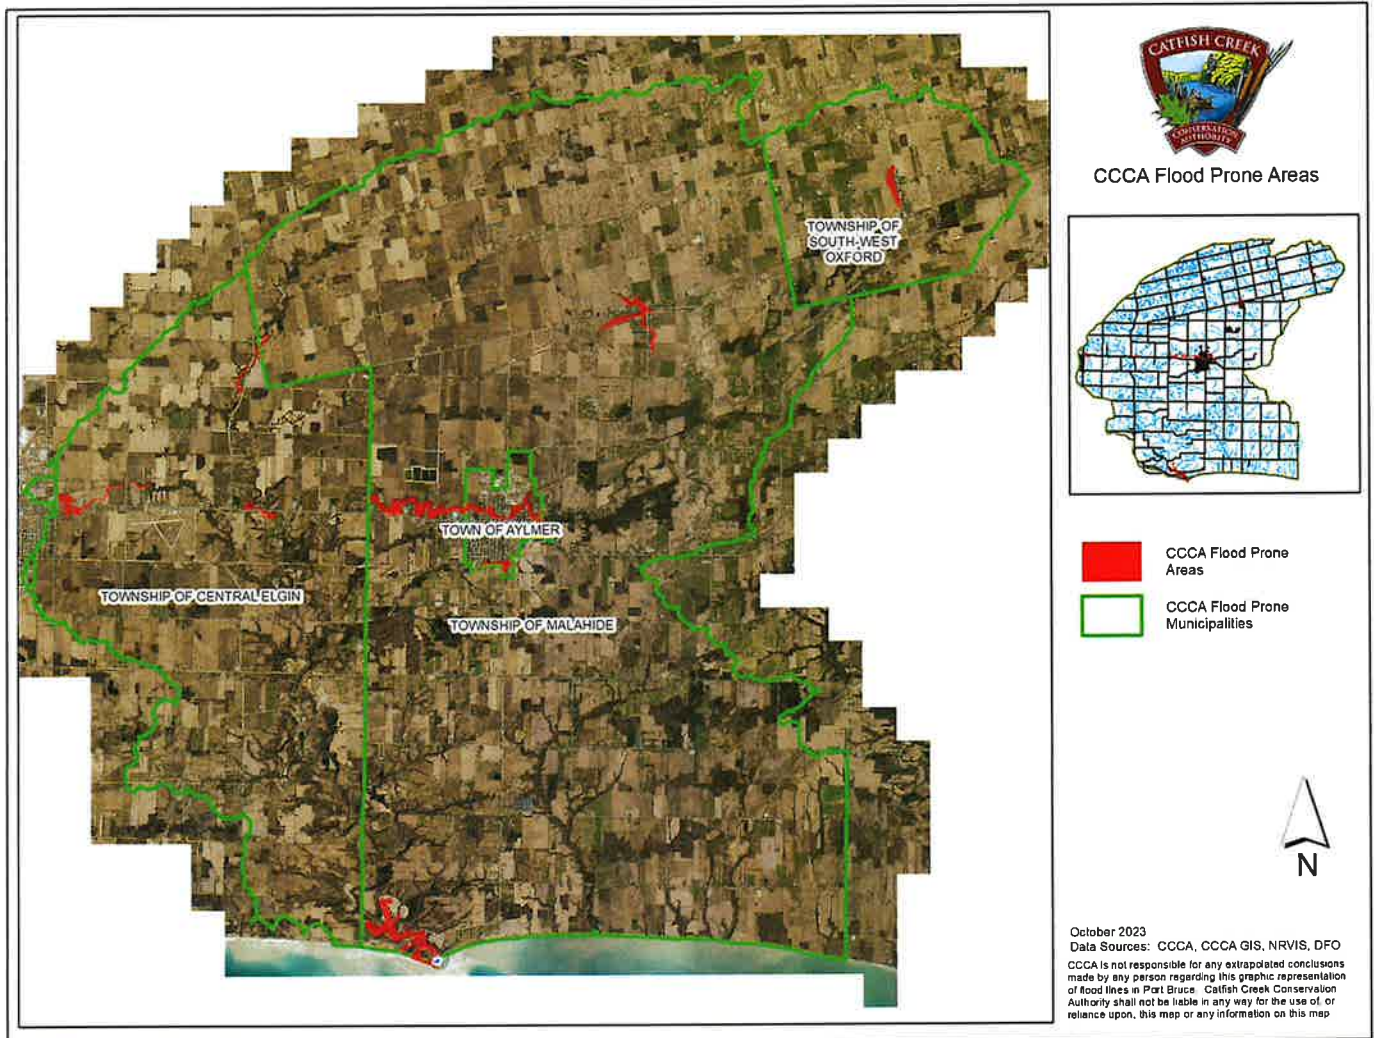 CATFISH CREEK
CONSERVATION
AUTHORITY
CCCA Flood Prone Areas
TOWNSHIP OF
SOUTH-WEST
OXFORD
TOWN OF AYLMER
TOWNSHIP OF CENTRAL ELGIN
TOWNSHIP OF MALAHIDE
CCCA Flood Prone
Areas
CCCA Flood Prone
Municipalities
N
October 2023
Data Sources: CCCA, CCCA GIS, NRVIS, DFO
CCCA is not responsible for any extrapolated conclusions
made by any person regarding this graphic representation
of flood lines in Port Bruce. Catfish Creek Conservation
Authority shall not be liable in any way for the use of, or
reliance upon, this map or any information on this map